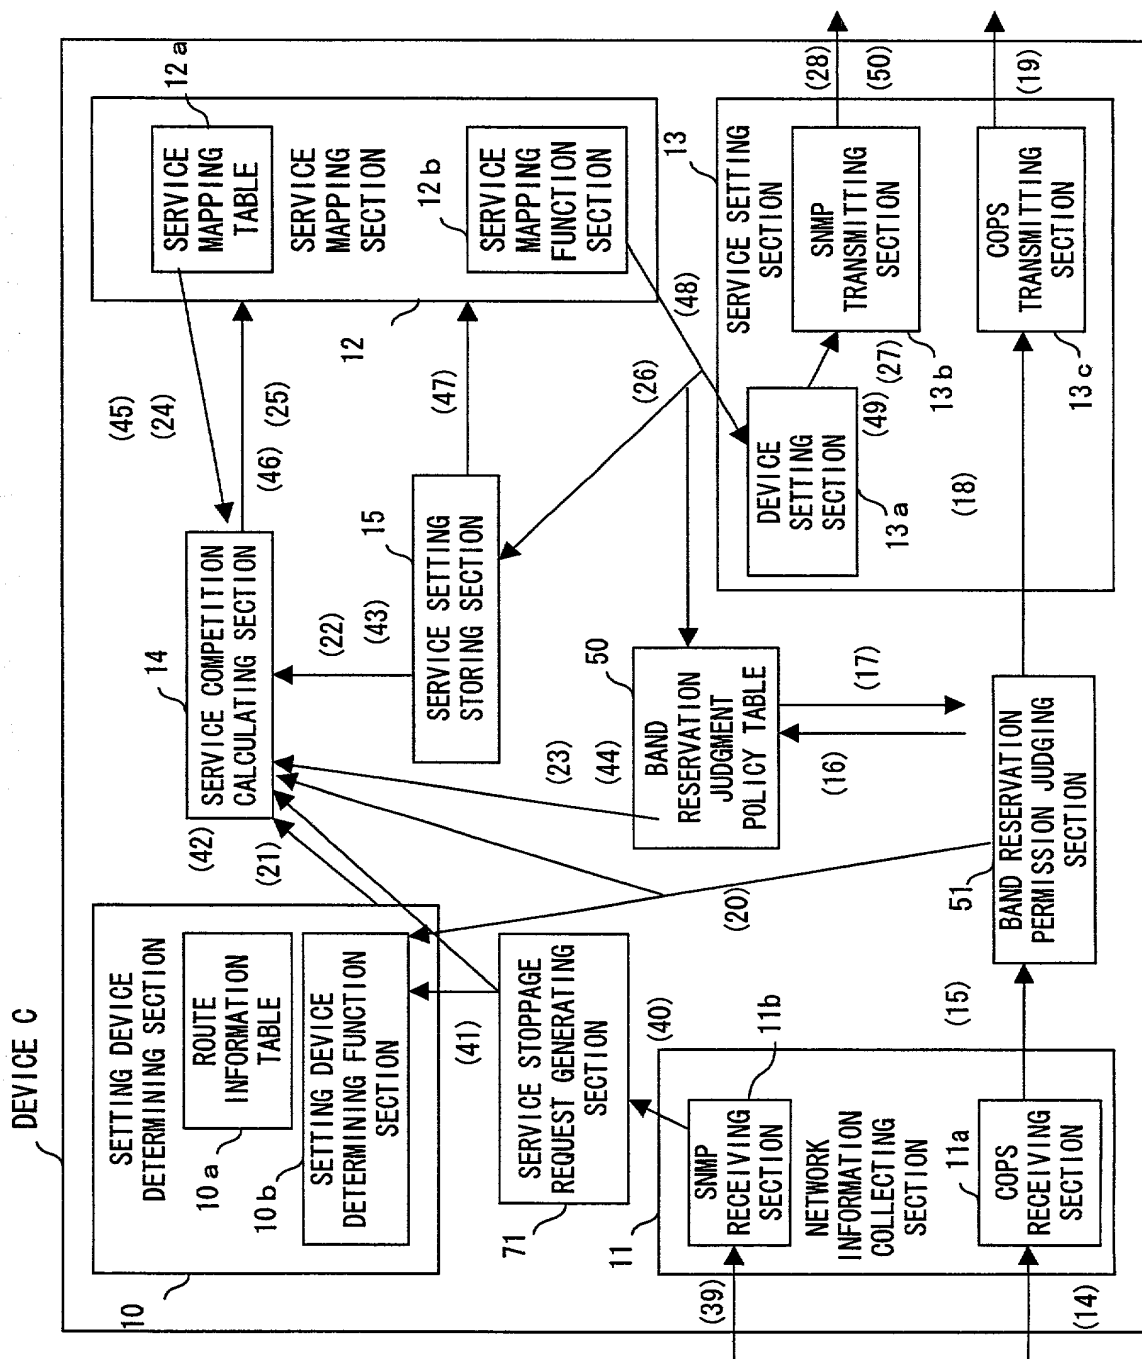 DEVICE C
10
SETTING DEVICE
DETERMINING SECTION
10a
ROUTE
INFORMATION
TABLE
10b
SETTING DEVICE
DETERMINING FUNCTION
SECTION
(42)
(21)
14
SERVICE COMPETITION
CALCULATING SECTION
(45)
(24)
(46)
(25)
12a
SERVICE
MAPPING
TABLE
SERVICE
MAPPING
SECTION
12
12b
SERVICE
MAPPING
FUNCTION
SECTION
(22)
(43)
15
SERVICE SETTING
STORING SECTION
(47)
(41)
71
SERVICE STOPPAGE
REQUEST GENERATING
SECTION
(40)
(20)
(23)
(44)
50
BAND
RESERVATION
JUDGMENT
POLICY TABLE
(16)
(17)
(26)
(48)
11
11b
SNMP
RECEIVING
SECTION
NETWORK
INFORMATION
COLLECTING
SECTION
11a
COPS
RECEIVING
SECTION
(39)
(14)
(15)
51
BAND RESERVATION
PERMISSION JUDGING
SECTION
(18)
13
SERVICE SETTING
SECTION
DEVICE
SETTING
SECTION
13a
(49)
(27)
SNMP
TRANSMITTING
SECTION
13b
COPS
TRANSMITTING
SECTION
13c
(28)
(50)
(19)